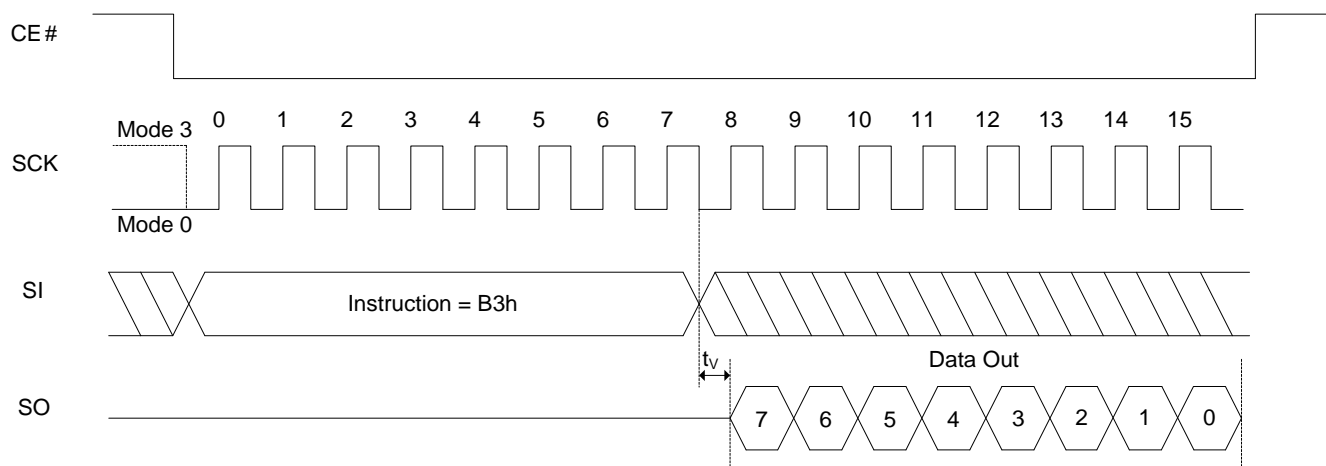 CE #
0 1 2 3 4 5 6 7 8 9 10 11 12 13 14 15
Mode 3
SCK
Mode 0
SI
Instruction = B3h
tV
Data Out
SO
7 6 5 4 3 2 1 0